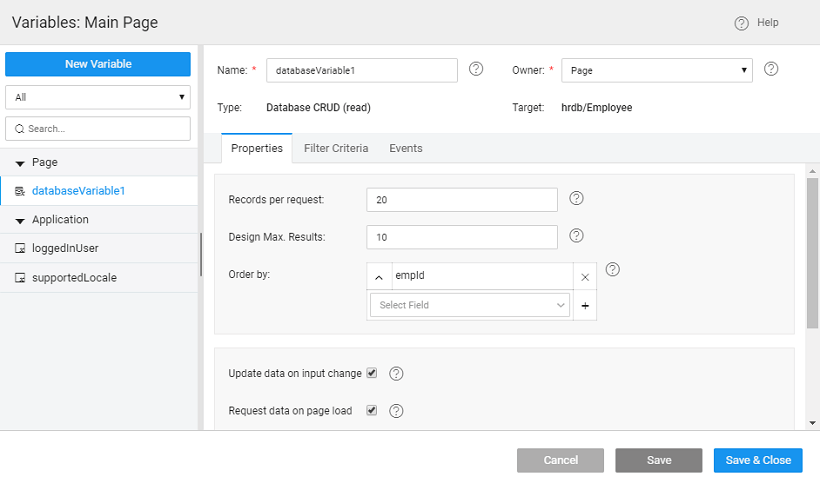 Variables: Main Page
Help
New Variable
All
Search...
Page
databaseVariable1
Application
loggedInUser
supportedLocale
Name: * databaseVariable1
Owner: * Page
Type: Database CRUD (read)
Target: hrdb/Employee
Properties Filter Criteria Events
Records per request: 20
Design Max. Results: 10
Order by: empId
Select Field
Update data on input change
Request data on page load
Cancel Save Save & Close